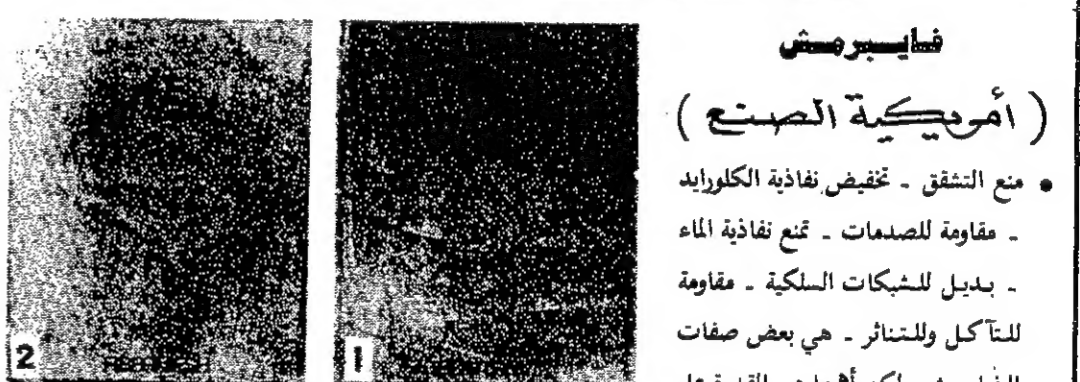 فايبرمش
( أمريكية الصنع )
• منع التشقق ـ تخفيض نفاذية الكلورايد
ـ مقاومة للصدمات ـ تمنع نفاذية الماء
ـ بديل للشبكات السلكية ـ مقاومة
للتآكل وللتناثر ـ هي بعض صفات
2
1